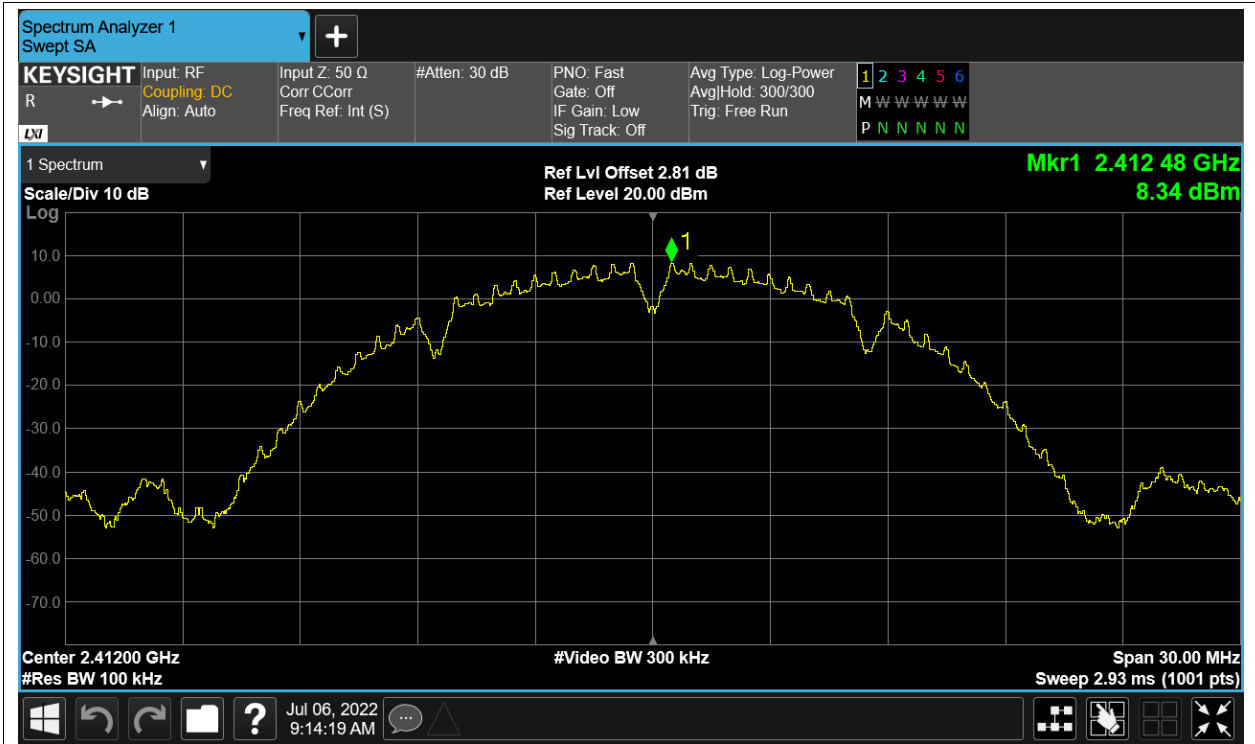 Spectrum Analyzer 1
Swept SA
KEYSIGHT
R
LXI
Input: RF
Coupling: DC
Align: Auto
Input Z: 50 Ω
Corr CCorr
Freq Ref: Int (S)
#Atten: 30 dB
PNO: Fast
Gate: Off
IF Gain: Low
Sig Track: Off
Avg Type: Log-Power
Avg|Hold: 300/300
Trig: Free Run
1 2 3 4 5 6
M W W W W W
P N N N N N
1 Spectrum
Scale/Div 10 dB
Log
Ref Lvl Offset 2.81 dB
Ref Level 20.00 dBm
Mkr1 2.412 48 GHz
8.34 dBm
1
10.0
0.00
-10.0
-20.0
-30.0
-40.0
-50.0
-60.0
-70.0
Center 2.41200 GHz
#Res BW 100 kHz
#Video BW 300 kHz
Span 30.00 MHz
Sweep 2.93 ms (1001 pts)
?
Jul 06, 2022
9:14:19 AM